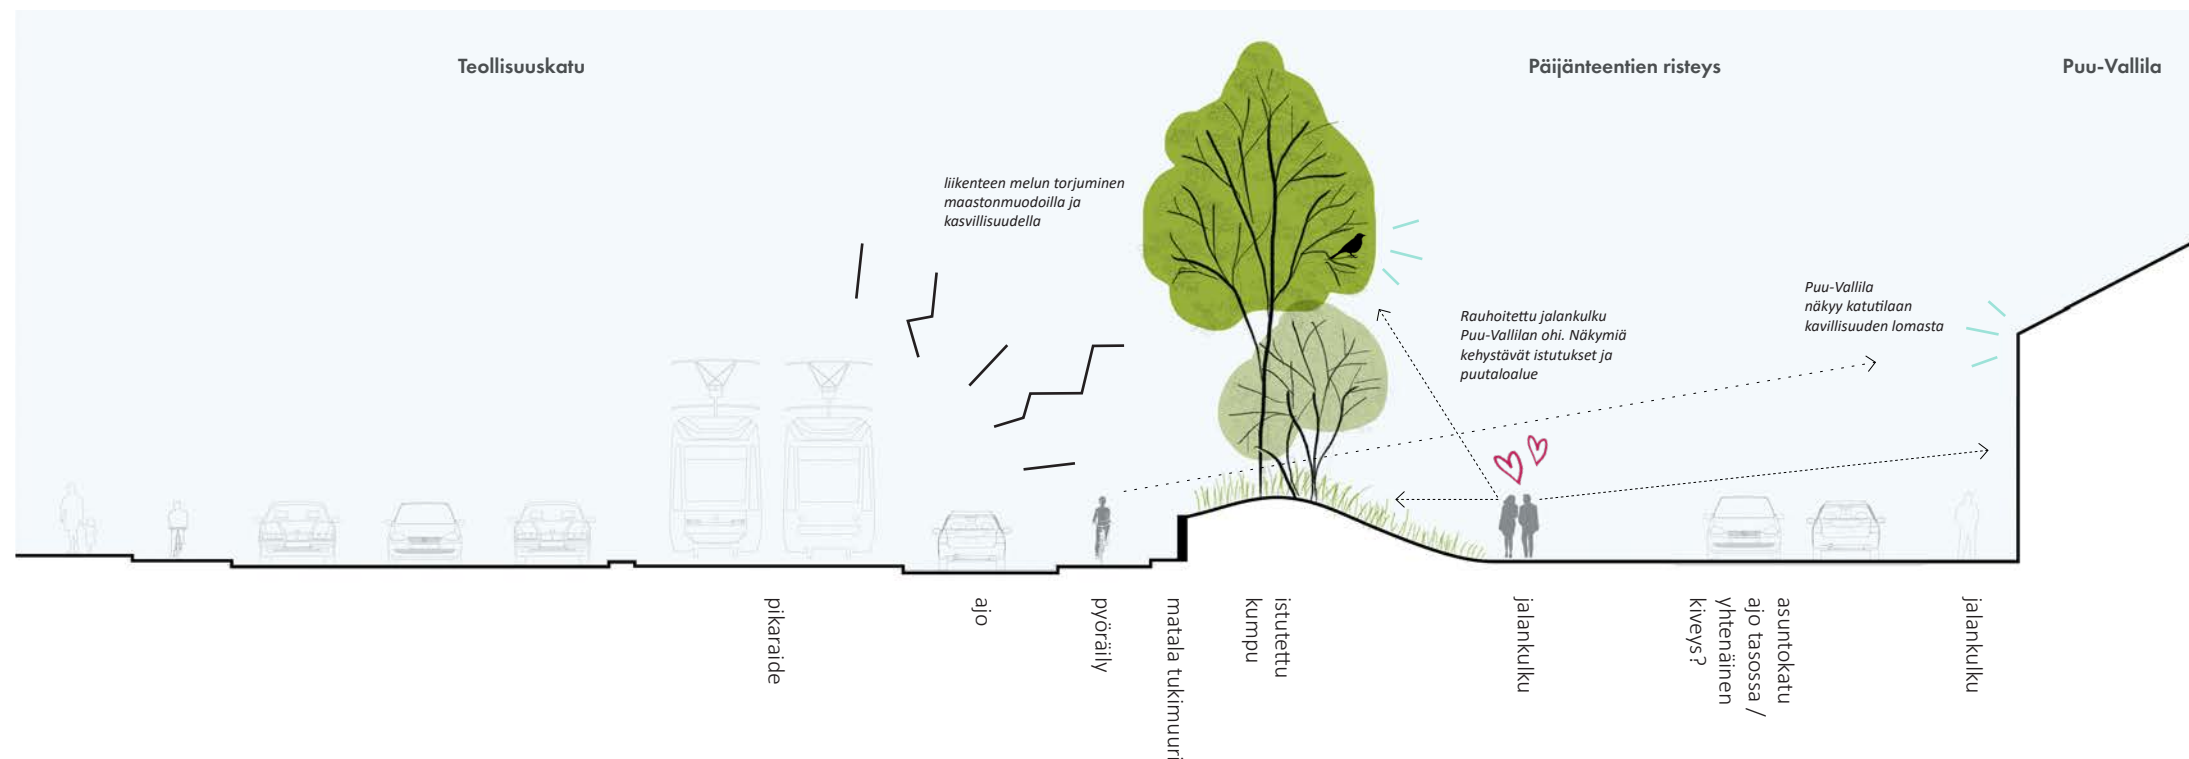 Teollisuuskatu
Päijänteentien risteys
Puu-Vallila
liikenteen melun torjuminen
maastonmuodoilla ja
kasvillisuudella
Rauhoitettu jalankulku
Puu-Vallilan ohi. Näkymiä
kehystävät istutukset ja
puutaloalue
Puu-Vallila
näkyy katutilaan
kavillisuuden lomasta
pikaraide
ajo
pyöräily
matala tukimuuri
istutettu
kumpu
jalankulku
asuntokatu
ajo tasossa /
yhtenäinen
kiveys?
jalankulku